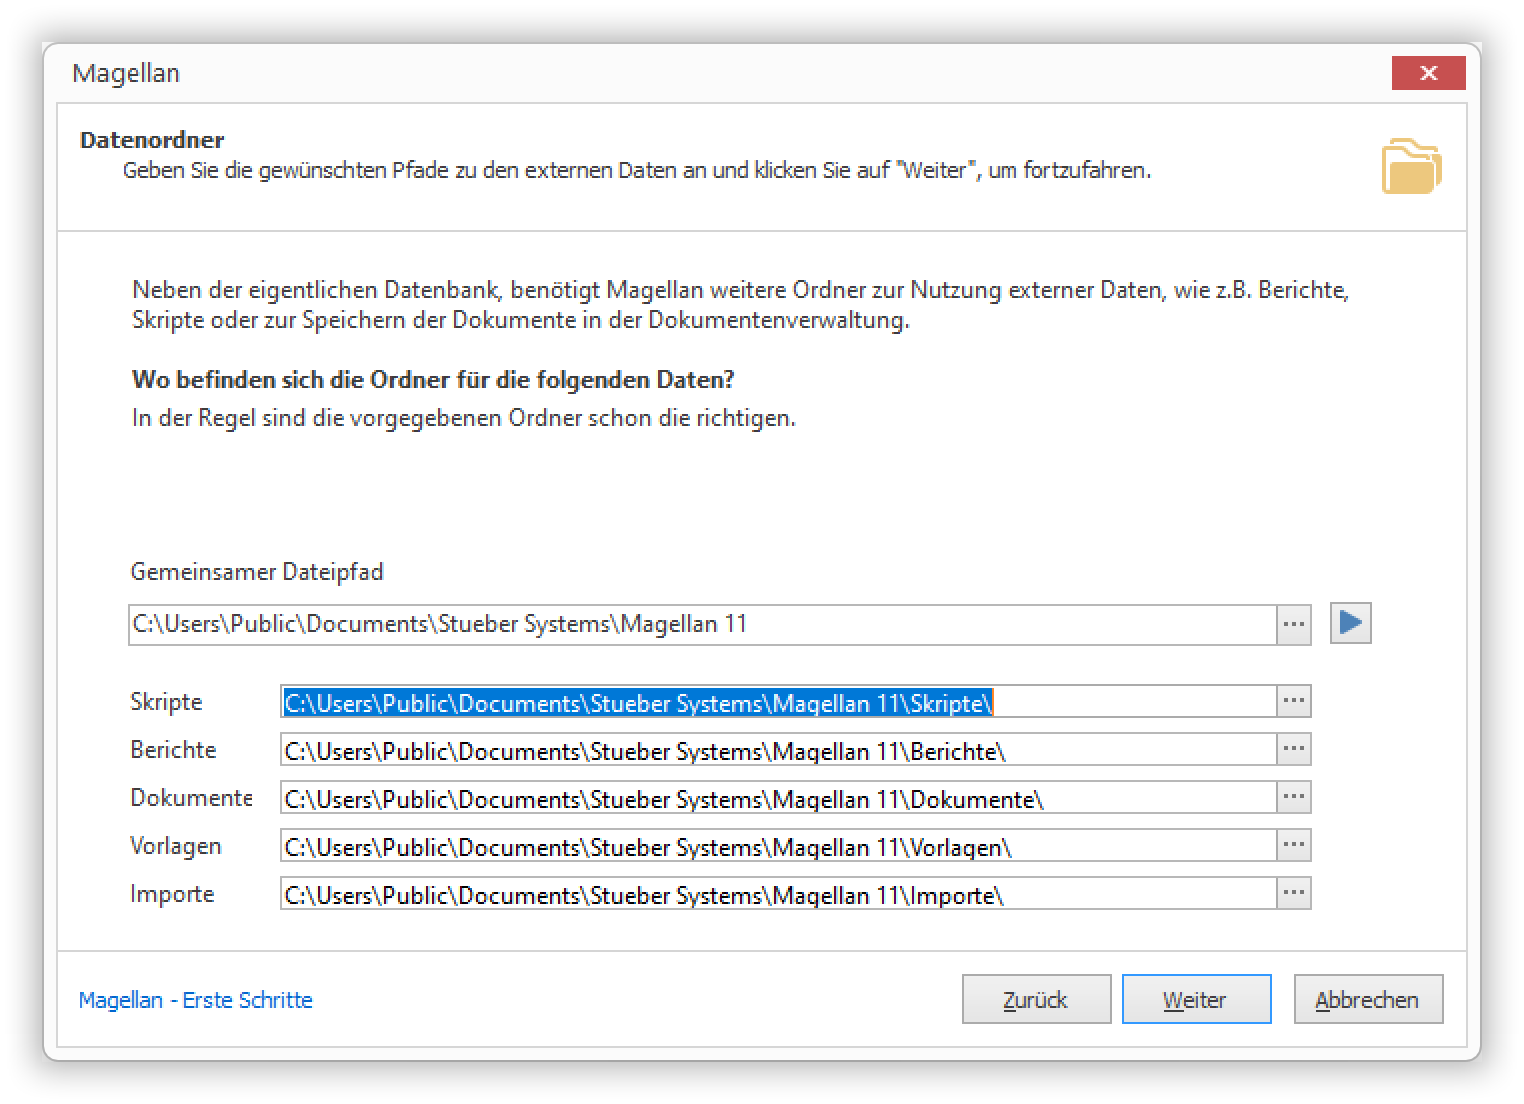 Magellan
Datenordner
Geben Sie die gewünschten Pfade zu den externen Daten an und klicken Sie auf "Weiter", um fortzufahren.
Neben der eigentlichen Datenbank, benötigt Magellan weitere Ordner zur Nutzung externer Daten, wie z.B. Berichte,
Skripte oder zur Speichern der Dokumente in der Dokumentenverwaltung.
Wo befinden sich die Ordner für die folgenden Daten?
In der Regel sind die vorgegebenen Ordner schon die richtigen.
Gemeinsamer Dateipfad
C:\Users\Public\Documents\Stueber Systems\Magellan 11
Skripte C:\Users\Public\Documents\Stueber Systems\Magellan 11\Skripte\
Berichte C:\Users\Public\Documents\Stueber Systems\Magellan 11\Berichte\
Dokumente C:\Users\Public\Documents\Stueber Systems\Magellan 11\Dokumente\
Vorlagen C:\Users\Public\Documents\Stueber Systems\Magellan 11\Vorlagen\
Importe C:\Users\Public\Documents\Stueber Systems\Magellan 11\Importe\
Magellan - Erste Schritte Zurück Weiter Abbrechen